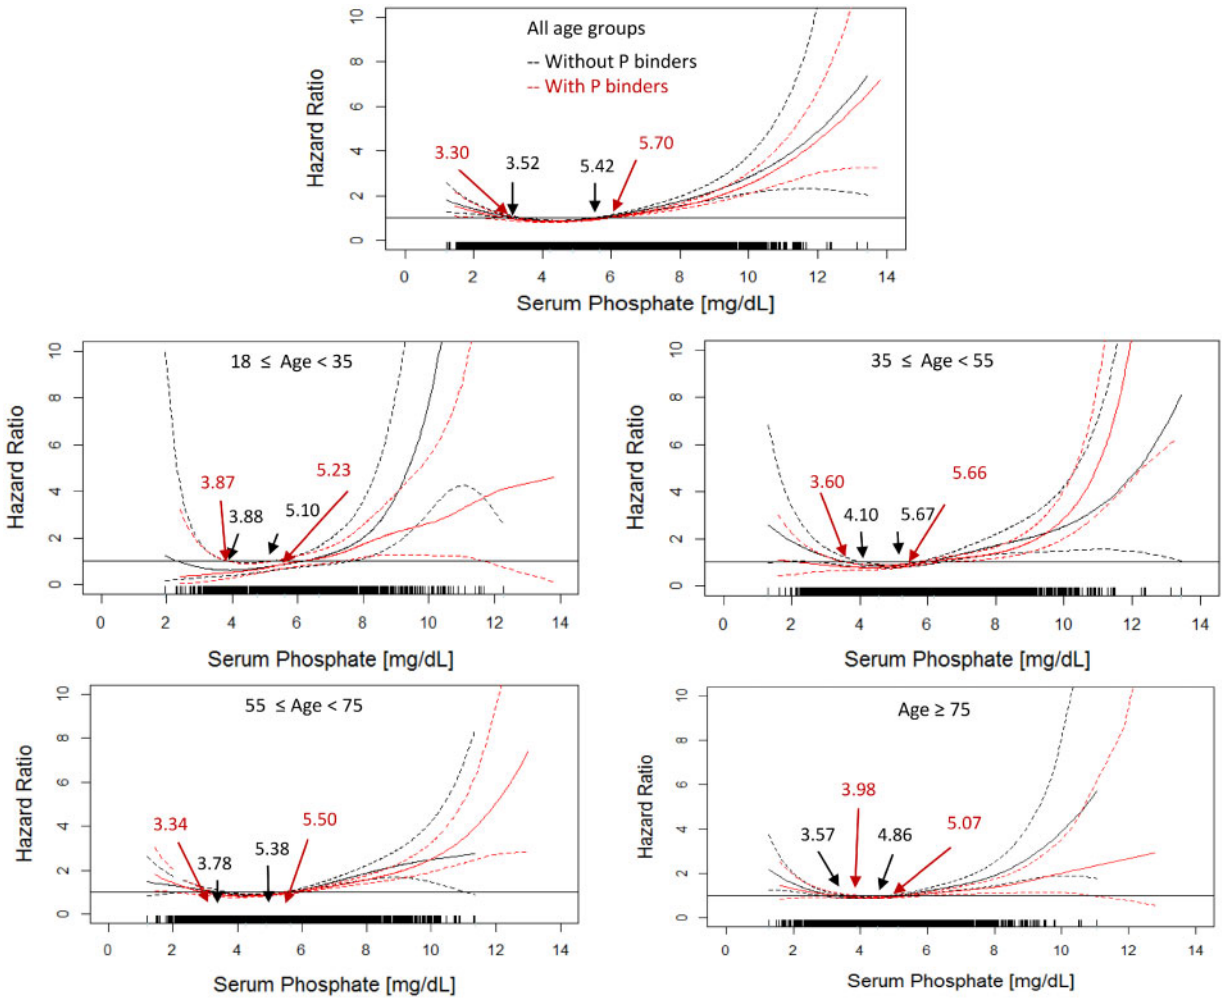 All age groups
-- Without P binders
-- With P binders
Hazard Ratio
10
8
6
4
2
0
3.30
3.52
5.42
5.70
0 2 4 6 8 10 12 14
Serum Phosphate [mg/dL]
18 ≤ Age < 35
Hazard Ratio
10
8
6
4
2
0
3.87
3.88
5.10
5.23
0 2 4 6 8 10 12 14
Serum Phosphate [mg/dL]
35 ≤ Age < 55
Hazard Ratio
10
8
6
4
2
0
3.60
4.10
5.67
5.66
0 2 4 6 8 10 12 14
Serum Phosphate [mg/dL]
55 ≤ Age < 75
Hazard Ratio
10
8
6
4
2
0
3.34
3.78
5.38
5.50
0 2 4 6 8 10 12 14
Serum Phosphate [mg/dL]
Age ≥ 75
Hazard Ratio
10
8
6
4
2
0
3.57
3.98
4.86
5.07
0 2 4 6 8 10 12 14
Serum Phosphate [mg/dL]